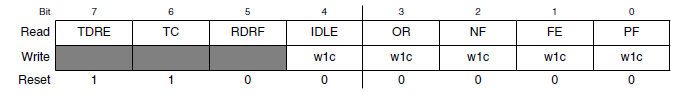 Bit 7 6 5 4 3 2 1 0
Read TDRE TC RDRF IDLE OR NF FE PF
Write w1c w1c w1c w1c w1c
Reset 1 1 0 0 0 0 0 0